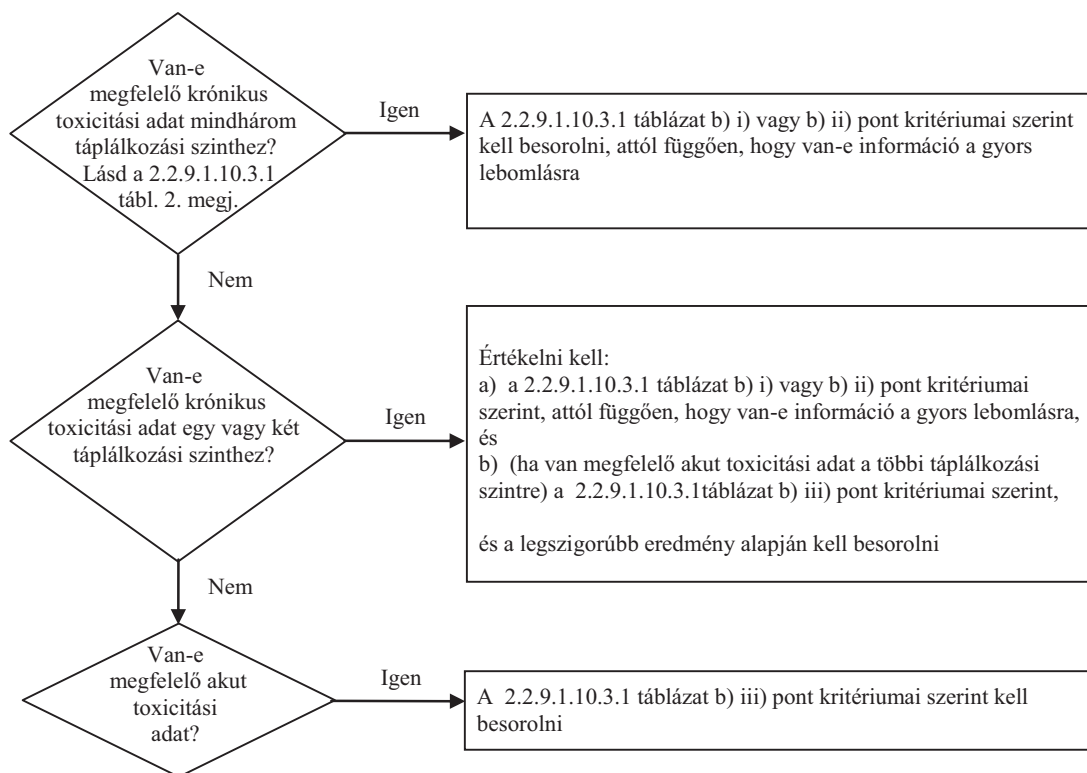 Van-e
megfelelő krónikus
toxicitási adat mindhárom
táplálkozási szinthez?
Lásd a 2.2.9.1.10.3.1
tábl. 2. megj.
Igen
A 2.2.9.1.10.3.1 táblázat b) i) vagy b) ii) pont kritériumai szerint
kell besorolni, attól függően, hogy van-e információ a gyors
lebomlásra
Nem
Van-e
megfelelő krónikus
toxicitási adat egy vagy két
táplálkozási szinthez?
Igen
Értékelni kell:
a) a 2.2.9.1.10.3.1 táblázat b) i) vagy b) ii) pont kritériumai
szerint, attól függően, hogy van-e információ a gyors lebomlásra,
és
b) (ha van megfelelő akut toxicitási adat a többi táplálkozási
szintre) a 2.2.9.1.10.3.1táblázat b) iii) pont kritériumai szerint,
és a legszigorúbb eredmény alapján kell besorolni
Nem
Van-e
megfelelő akut
toxicitási
adat?
Igen
A 2.2.9.1.10.3.1 táblázat b) iii) pont kritériumai szerint kell
besorolni